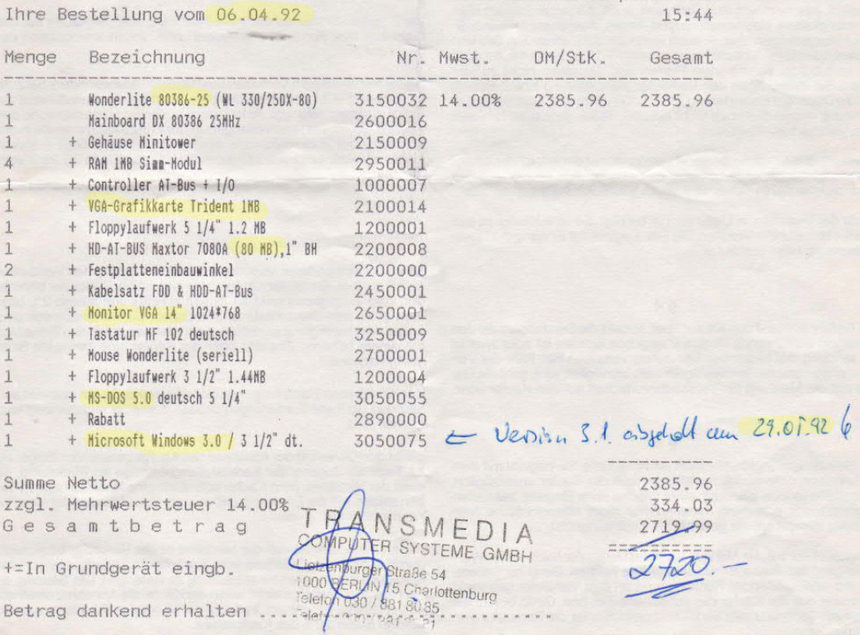 Ihre Bestellung vom 06.04.92 15:44
Menge Bezeichnung Nr. Mwst. DM/Stk. Gesamt
1 Wonderlite 80386-25 (WL 330/25DX-80) 3150032 14.00% 2385.96 2385.96
1 Mainboard DX 80386 25MHz 2600016
1 + Gehäuse Minitower 2150009
4 + RAM 1MB Simm-Modul 2950011
1 + Controller AT-Bus + I/O 1000007
1 + VGA-Grafikkarte Trident 1MB 2100014
1 + Floppylaufwerk 5 1/4" 1.2 MB 1200001
1 + HD-AT-BUS Maxtor 7080A (80 MB),1" BH 2200008
2 + Festplatteneinbauwinkel 2200000
1 + Kabelsatz FDD & HDD-AT-Bus 2450001
1 + Monitor VGA 14" 1024*768 2650001
1 + Tastatur MF 102 deutsch 3250009
1 + Mouse Wonderlite (seriell) 2700001
1 + Floppylaufwerk 3 1/2" 1.44MB 1200004
1 + MS-DOS 5.0 deutsch 5 1/4" 3050055
1 + Rabatt 2890000
1 + Microsoft Windows 3.0 / 3 1/2" dt. 3050075 ← Version 3.1. abgeholt am
Summe Netto 2385.96
zzgl. Mehrwertsteuer 14.00% 334.03
Gesamtbetrag 2719.99
TRANSMEDIA
COMPUTER SYSTEME GMBH
2720.—
+=In Grundgerät eingb.
Lietzenburger Straße 54
1000 BERLIN 15 Charlottenburg
Telefon 030 / 881 80 85
Betrag dankend erhalten